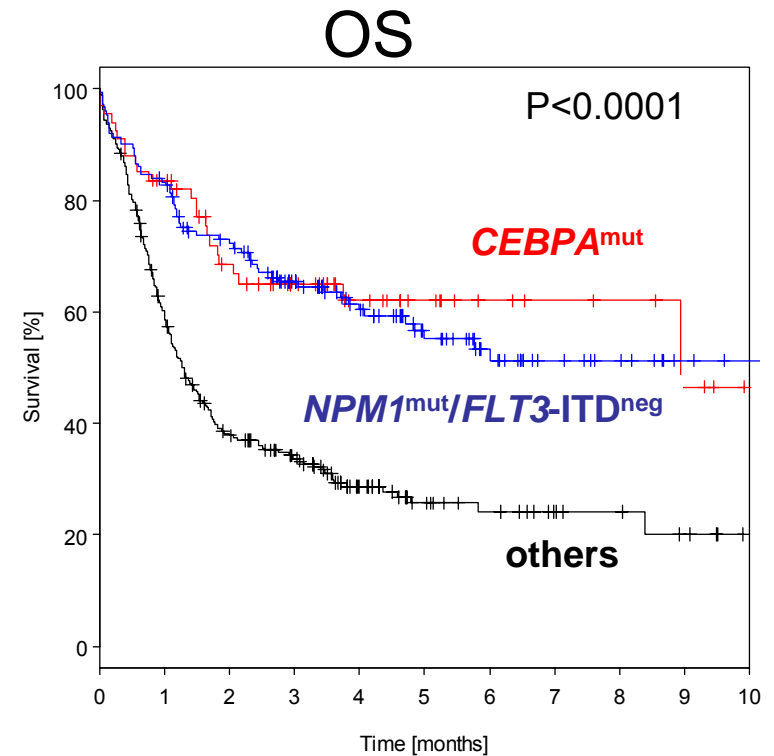 OS
P<0.0001
CEBPAmut
NPM1mut/FLT3-ITDneg
others
Survival [%]
100
80
60
40
20
0
0 1 2 3 4 5 6 7 8 9 10
Time [months]